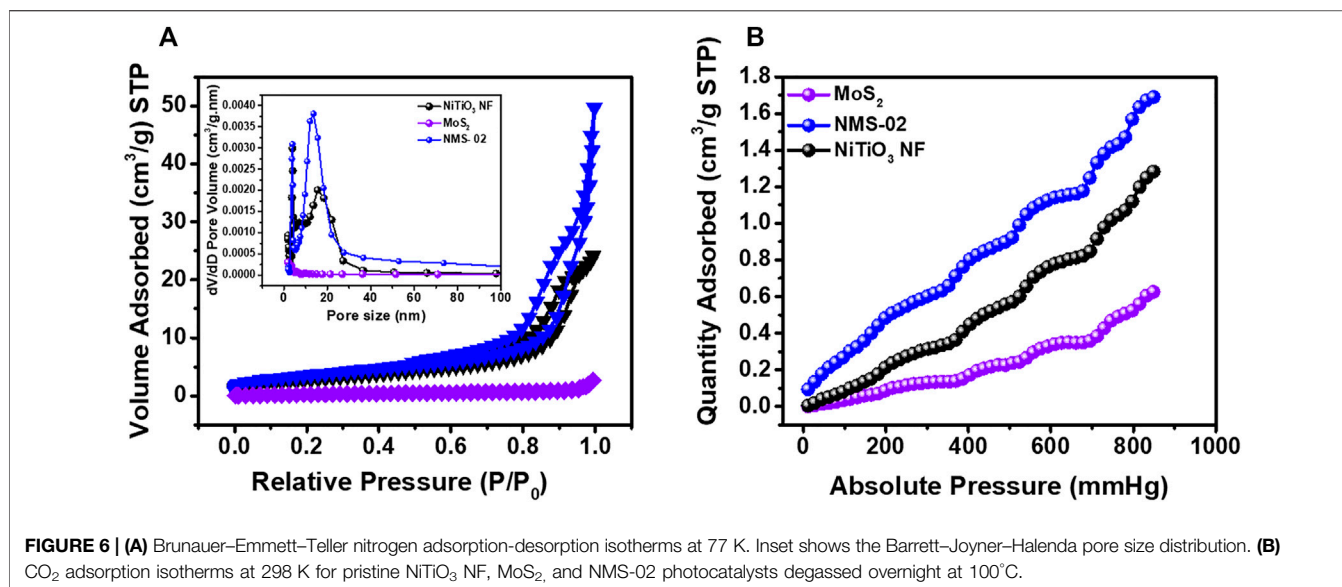 A
Volume Adsorbed (cm³/g) STP
50
40
30
20
10
0
0.0 0.2 0.4 0.6 0.8 1.0
Relative Pressure (P/P₀)
dV/dD Pore Volume (cm³/g.nm)
0.0040
0.0035
0.0030
0.0025
0.0020
0.0015
0.0010
0.0005
0.0000
0 20 40 60 80 100
Pore size (nm)
NiTiO₃ NF
MoS₂
NMS- 02
B
Quantity Adsorbed (cm³/g STP)
1.8
1.6
1.4
1.2
1.0
0.8
0.6
0.4
0.2
0.0
0 200 400 600 800 1000
Absolute Pressure (mmHg)
MoS₂
NMS-02
NiTiO₃ NF
FIGURE 6 | (A) Brunauer–Emmett–Teller nitrogen adsorption-desorption isotherms at 77 K. Inset shows the Barrett–Joyner–Halenda pore size distribution. (B)
CO₂ adsorption isotherms at 298 K for pristine NiTiO₃ NF, MoS₂, and NMS-02 photocatalysts degassed overnight at 100°C.